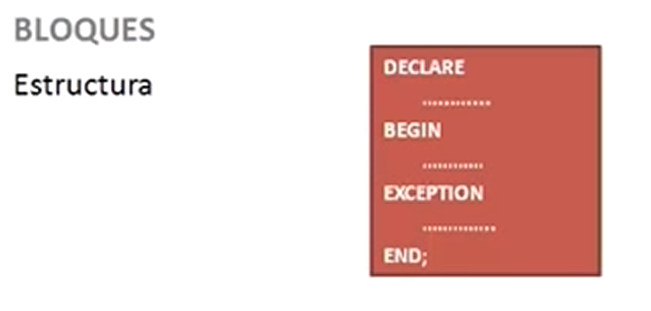 BLOQUES
Estructura
DECLARE
............
BEGIN
...........
EXCEPTION
.............
END;